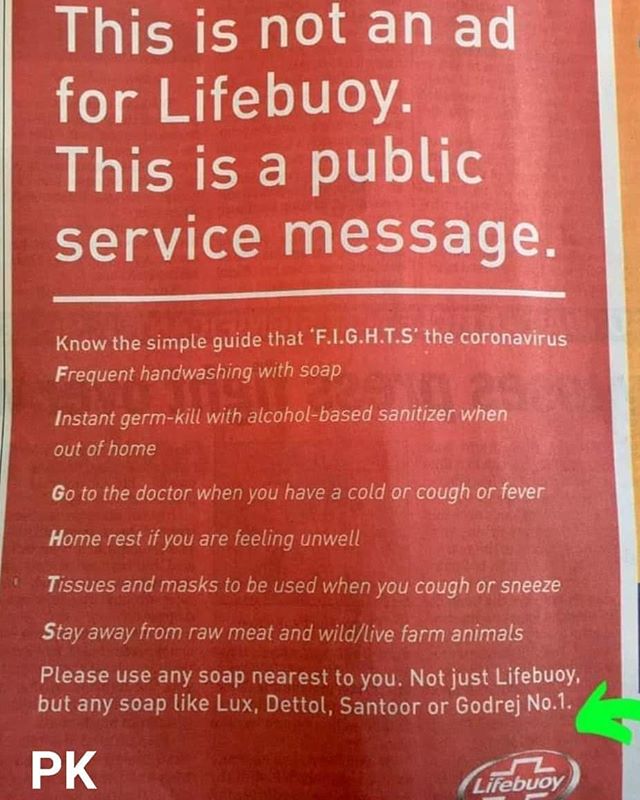 This is not an ad
for Lifebuoy.
This is a public
service message.
Know the simple guide that 'F.I.G.H.T.S' the coronavirus
Frequent handwashing with soap
Instant germ-kill with alcohol-based sanitizer when
out of home
Go to the doctor when you have a cold or cough or fever
Home rest if you are feeling unwell
Tissues and masks to be used when you cough or sneeze
Stay away from raw meat and wild/live farm animals
Please use any soap nearest to you. Not just Lifebuoy,
but any soap like Lux, Dettol, Santoor or Godrej No.1.
PK
Lifebuoy